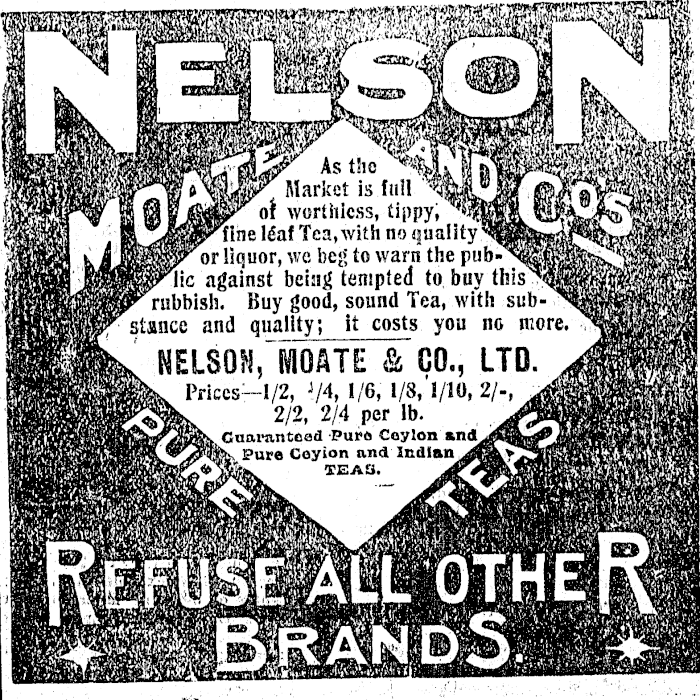 NELSON
MOATE AND CO'S
As the
Market is full
of worthless, tippy,
fine leaf Tea, with no quality
or liquor, we beg to warn the pub-
lic against being tempted to buy this
rubbish. Buy good, sound Tea, with sub-
stance and quality; it costs you no more.
NELSON, MOATE & CO., LTD.
Prices—1/2, 1/4, 1/6, 1/8, 1/10, 2/-,
2/2, 2/4 per lb.
Guaranteed Pure Ceylon and
Pure Ceylon and Indian
TEAS.
PURE TEAS
REFUSE ALL OTHER
BRANDS.